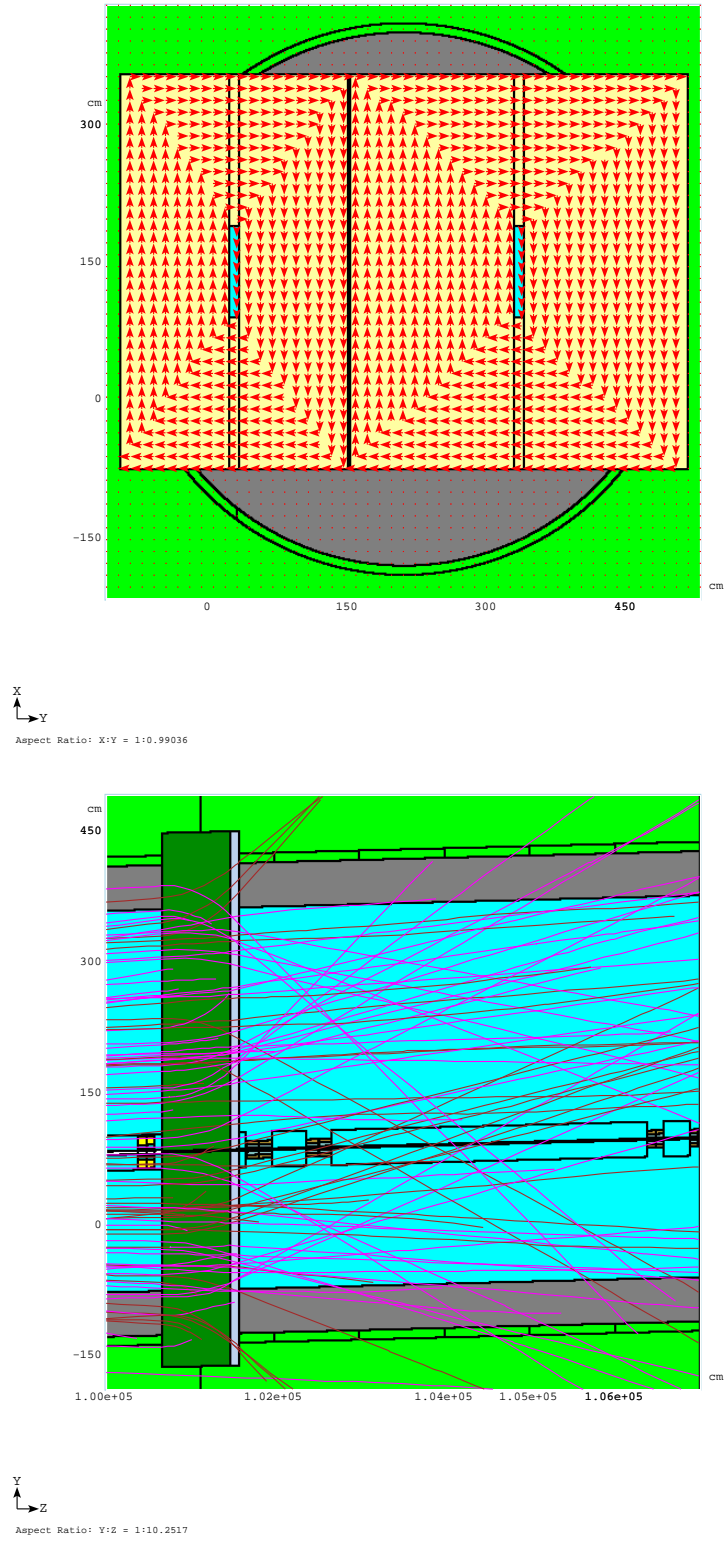 cm
300
150
0
-150
cm
0 150 300 450
X
Y
Aspect Ratio: X:Y = 1:0.99036
cm
450
300
150
0
-150
cm
1.00e+05 1.02e+05 1.04e+05 1.05e+05 1.06e+05
Y
Z
Aspect Ratio: Y:Z = 1:10.2517